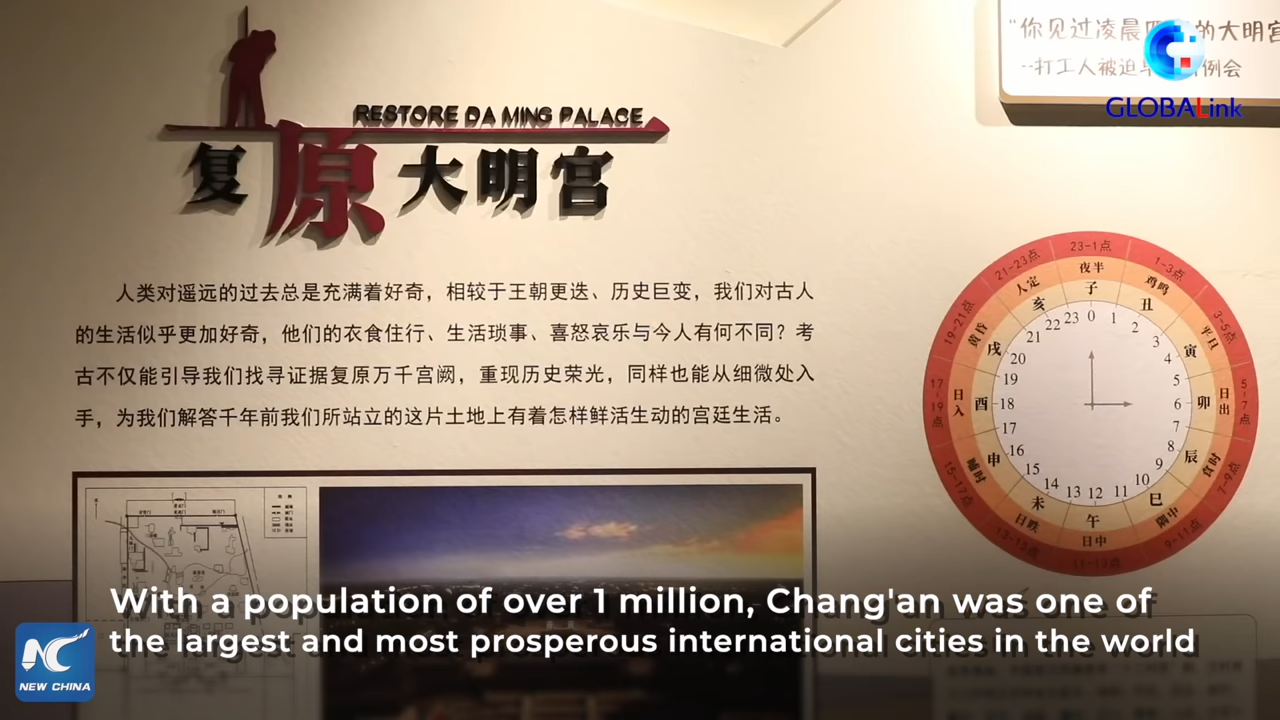 RESTORE DA MING PALACE
复原大明宫
人类对遥远的过去总是充满着好奇，相较于王朝更迭、历史巨变，我们对古人
的生活似乎更加好奇，他们的衣食住行、生活琐事、喜怒哀乐与今人有何不同？考
古不仅能引导我们找寻证据复原万千宫阙，重现历史荣光，同样也能从细微处入
手，为我们解答千年前我们所站立的这片土地上有着怎样鲜活生动的宫廷生活。
“你见过凌晨
的大明宫
--打工人被迫
例会
GLOBALink
23-1点
1-3点
3-5点
5-7点
7-9点
9-11点
11-13点
13-15点
15-17点
17-19点
19-21点
21-23点
夜半
鸡鸣
平旦
日出
食时
隅中
日中
日昳
晡时
日入
黄昏
人定
子
丑
寅
卯
辰
巳
午
未
申
酉
戌
亥
0 1 2 3 4 5 6 7 8 9 10 11 12 13 14 15 16 17 18 19 20 21 22 23
With a population of over 1 million, Chang'an was one of
the largest and most prosperous international cities in the world
NC
NEW CHINA